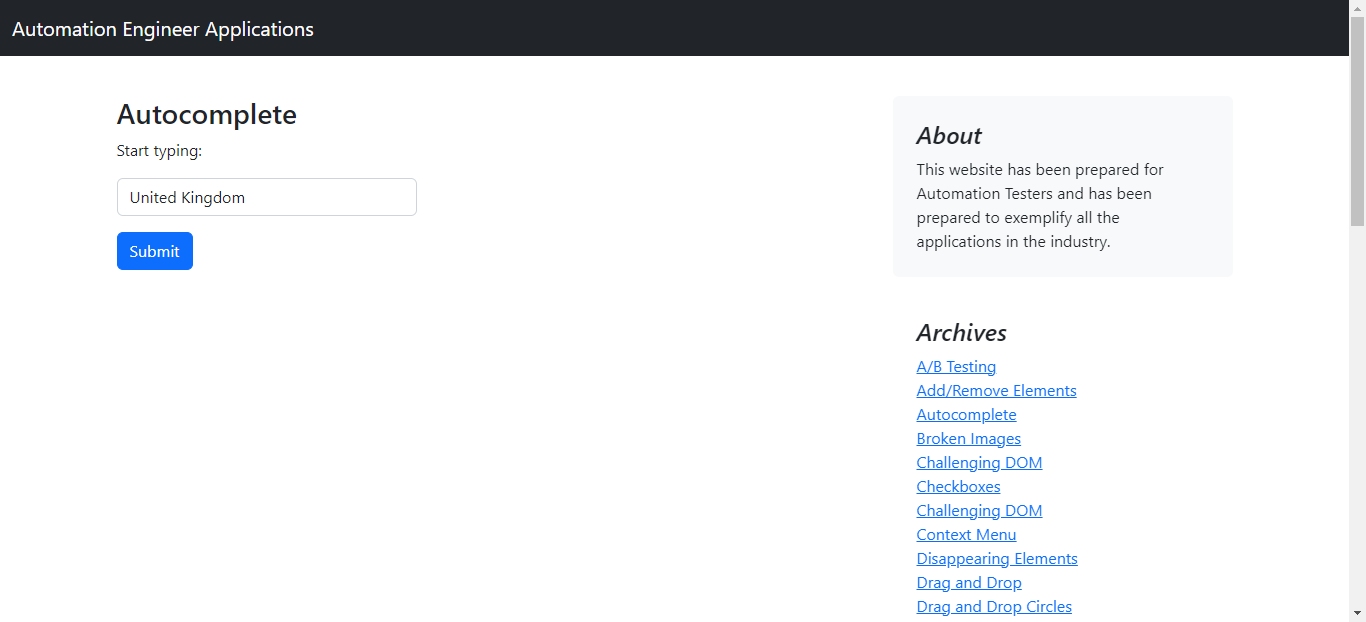 Automation Engineer Applications
Autocomplete
Start typing:
United Kingdom
Submit
About
This website has been prepared for
Automation Testers and has been
prepared to exemplify all the
applications in the industry.
Archives
A/B Testing
Add/Remove Elements
Autocomplete
Broken Images
Challenging DOM
Checkboxes
Challenging DOM
Context Menu
Disappearing Elements
Drag and Drop
Drag and Drop Circles